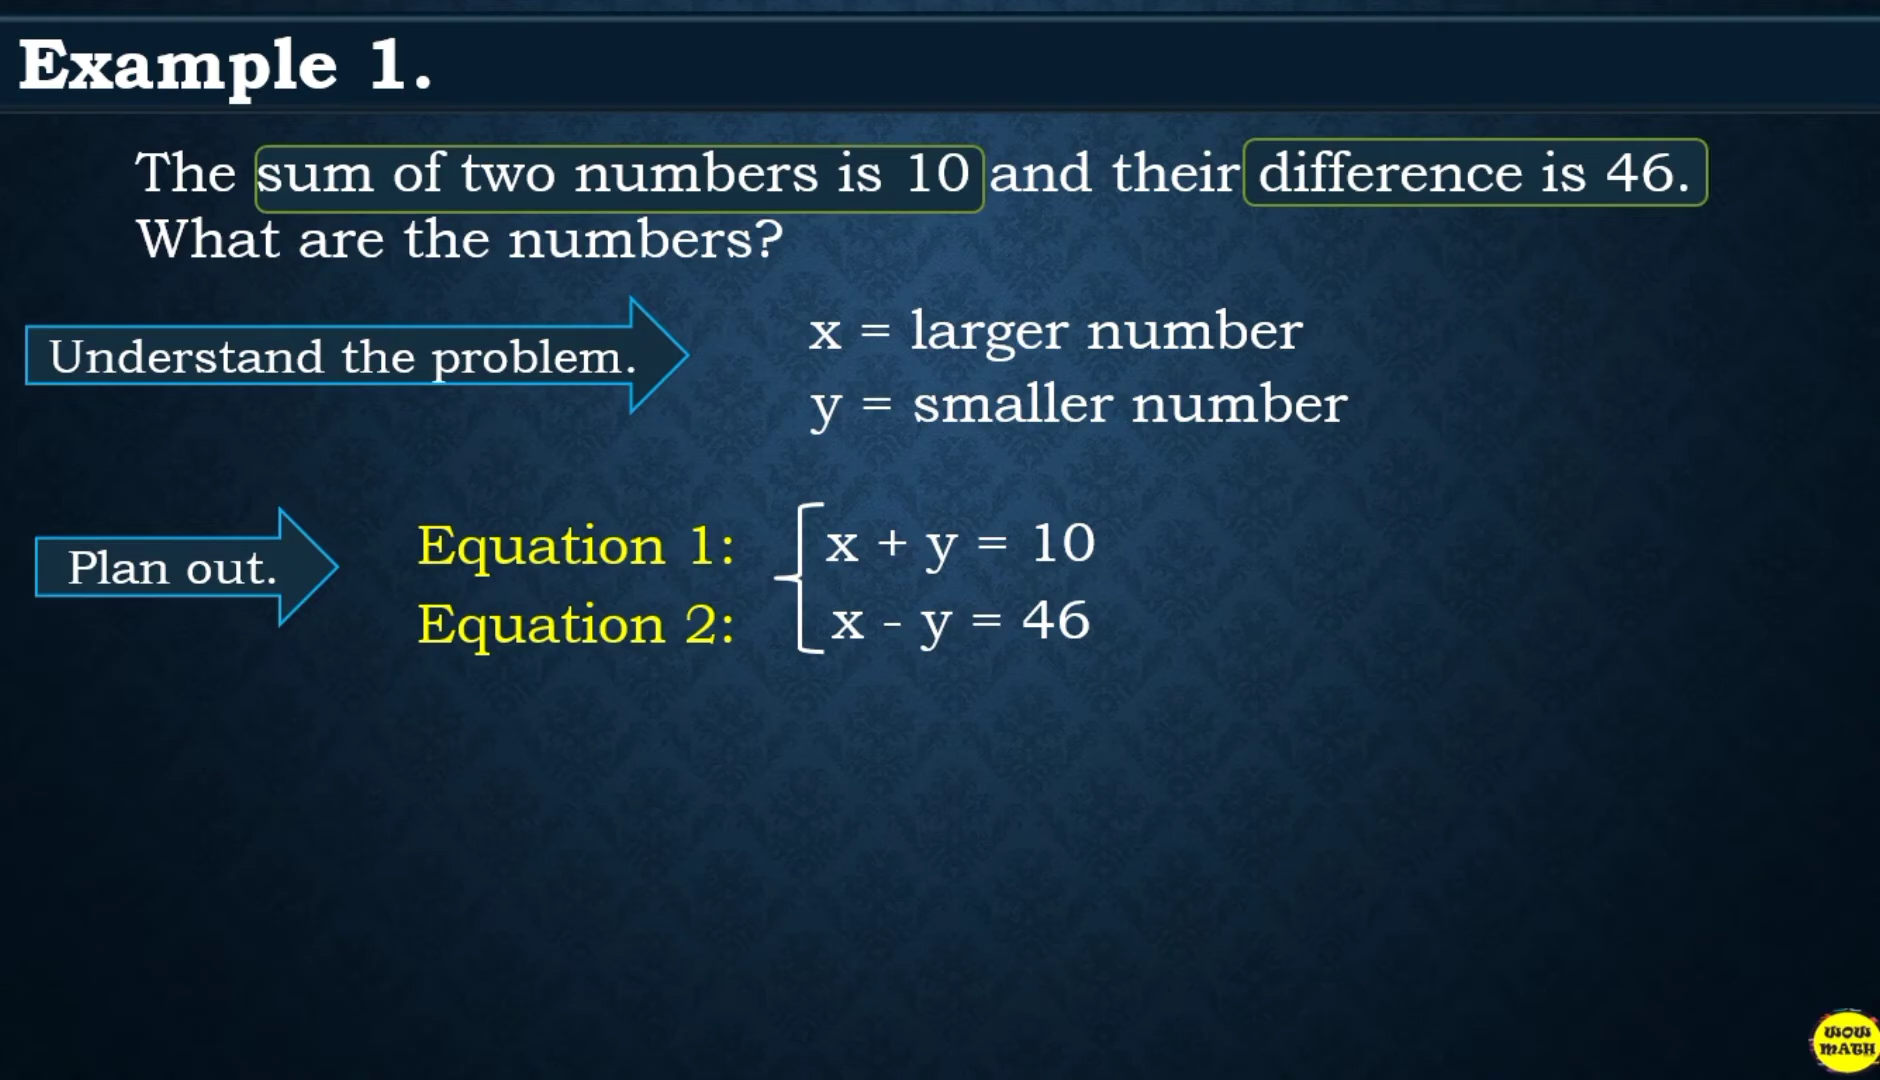 Example 1.
The sum of two numbers is 10 and their difference is 46.
What are the numbers?
Understand the problem.
x = larger number
y = smaller number
Plan out.
Equation 1: x + y = 10
Equation 2: x - y = 46
WOW
MATH